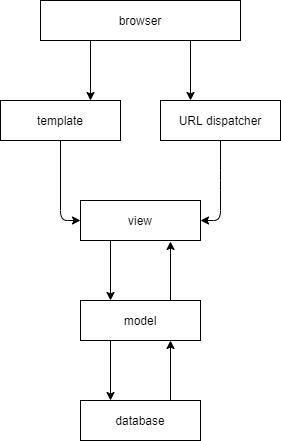 browser
template
URL dispatcher
view
model
database